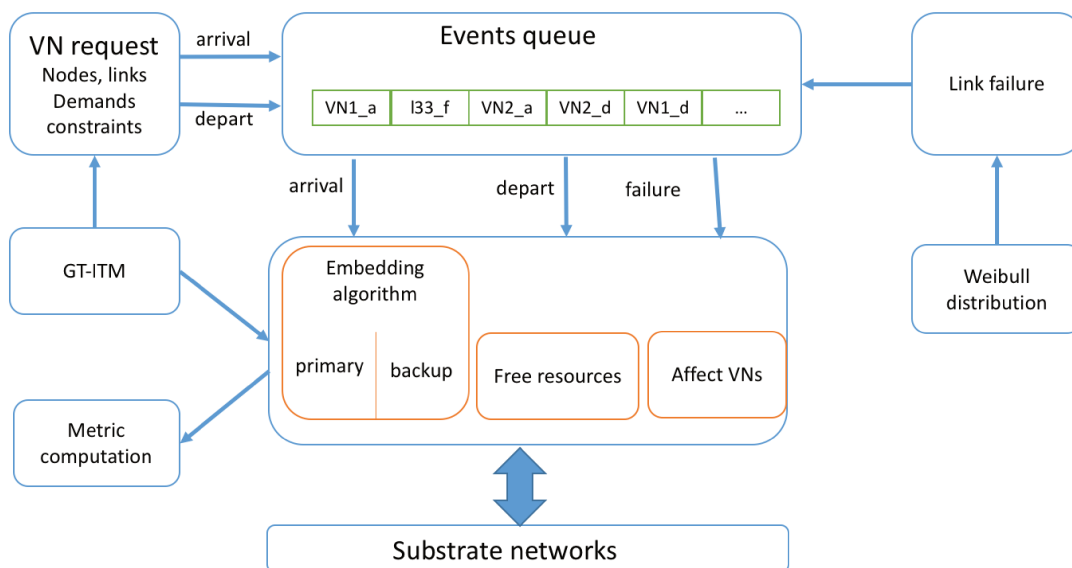 VN request
Nodes, links
Demands
constraints
arrival
depart
Events queue
VN1_a l33_f VN2_a VN2_d VN1_d ...
Link failure
arrival
depart
failure
GT-ITM
Embedding
algorithm
primary
backup
Free resources
Affect VNs
Weibull
distribution
Metric
computation
Substrate networks